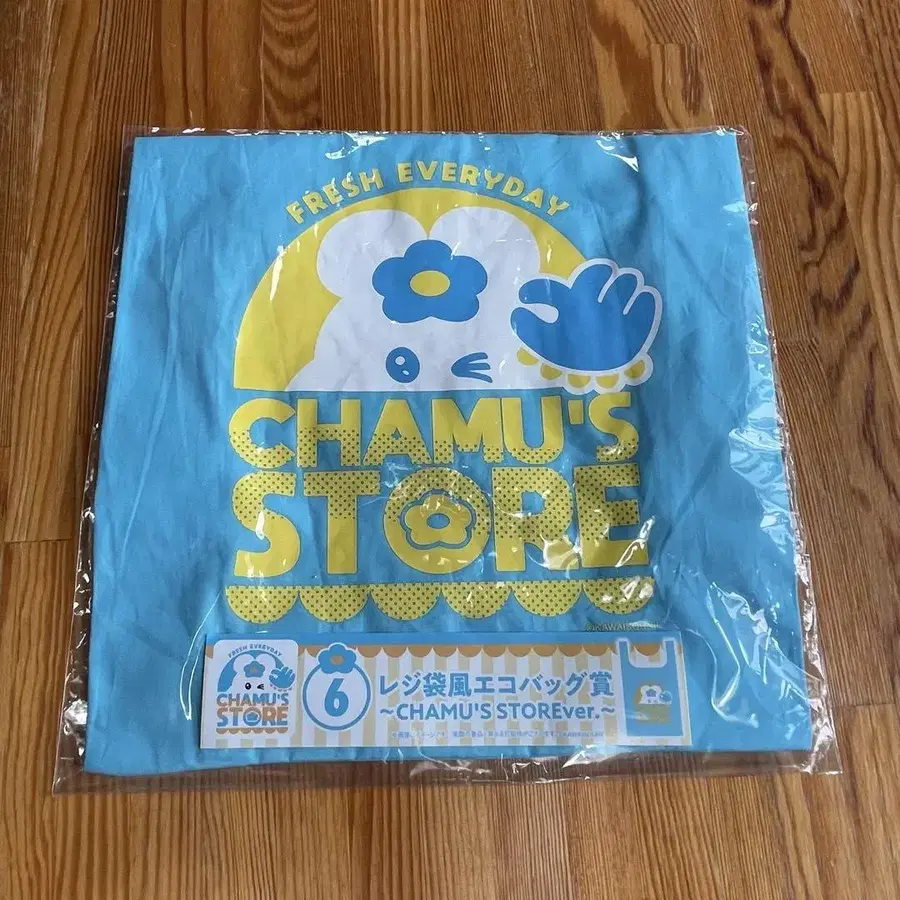 FRESH EVERYDAY
CHAMU'S
STORE
FRESH EVERYDAY
CHAMU'S
STORE
6
レジ袋風エコバッグ賞
～CHAMU'S STOREver.～